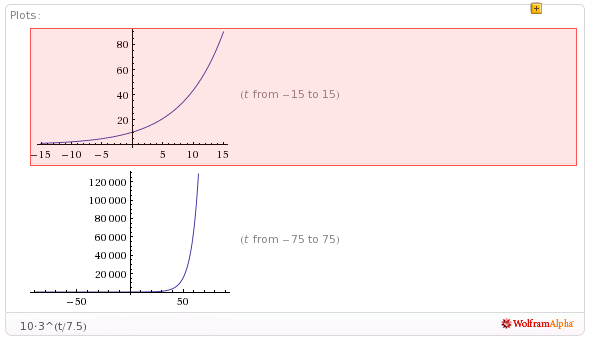 Plots:
80
60
40
20
−15 −10 −5 5 10 15
(t from −15 to 15)
120 000
100 000
80 000
60 000
40 000
20 000
−50 50
(t from −75 to 75)
10·3^(t/7.5)
WolframAlpha